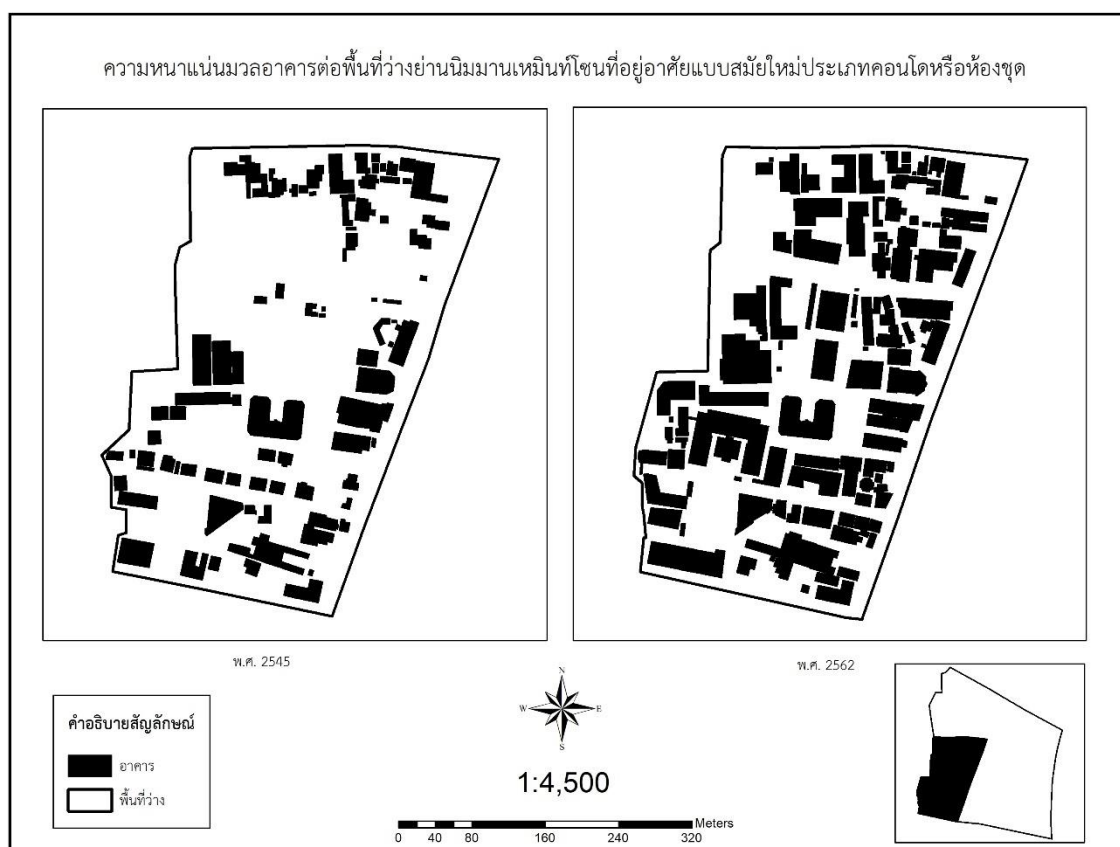 ความหนาแน่นมวลอาคารต่อพื้นที่ว่างย่านนิมมานเหมินท์โซนที่อยู่อาศัยแบบสมัยใหม่ประเภทคอนโดหรือห้องชุด
พ.ศ. 2545
พ.ศ. 2562
คำอธิบายสัญลักษณ์
อาคาร
พื้นที่ว่าง
N
W E
S
1:4,500
Meters
0 40 80 160 240 320